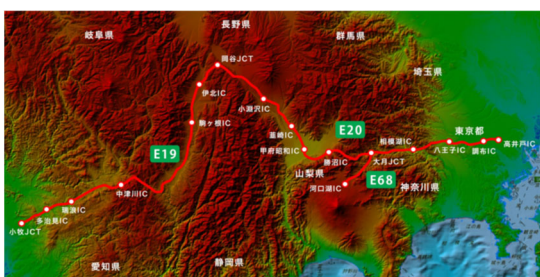 長野県
岐阜県
群馬県
岡谷JCT
埼玉県
伊北IC
小淵沢IC
駒ヶ根IC
韮崎IC
E20
東京都
相模湖IC
高井戸IC
E19
甲府昭和IC
勝沼IC
八王子IC
調布IC
大月JCT
山梨県
E68
河口湖IC
神奈川県
中津川IC
瑞浪IC
多治見IC
小牧JCT
愛知県
静岡県